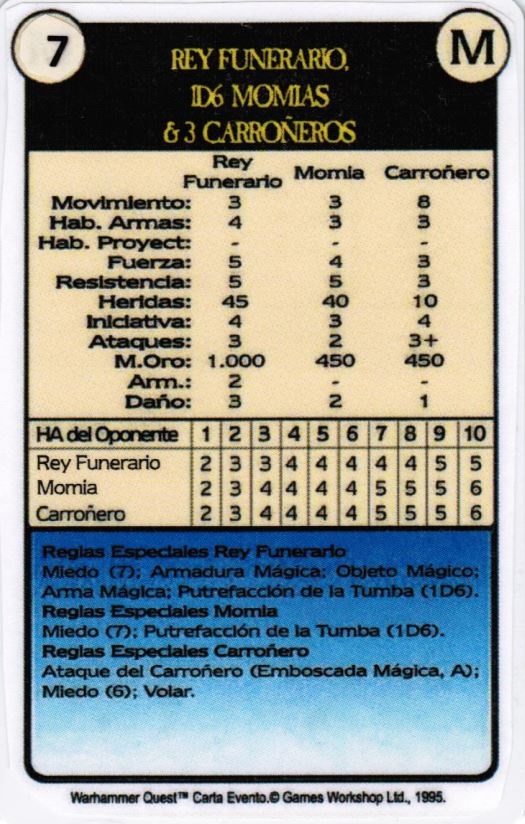 7
M
REY FUNERARIO,
1D6 MOMIAS
& 3 CARROÑEROS
Rey Funerario Momia Carroñero
Movimiento: 3 3 8
Hab. Armas: 4 3 3
Hab. Proyect: - - -
Fuerza: 5 4 3
Resistencia: 5 5 3
Heridas: 45 40 10
Iniciativa: 4 3 4
Ataques: 3 2 3+
M.Oro: 1.000 450 450
Arm.: 2 - -
Daño: 3 2 1
HA del Oponente 1 2 3 4 5 6 7 8 9 10
Rey Funerario 2 3 3 4 4 4 4 4 5 5
Momia 2 3 4 4 4 4 5 5 5 6
Carroñero 2 3 4 4 4 4 5 5 5 6
Reglas Especiales Rey Funerario
Miedo (7); Armadura Mágica; Objeto Mágico;
Arma Mágica; Putrefacción de la Tumba (1D6).
Reglas Especiales Momia
Miedo (7); Putrefacción de la Tumba (1D6).
Reglas Especiales Carroñero
Ataque del Carroñero (Emboscada Mágica, A);
Miedo (6); Volar.
Warhammer Quest™ Carta Evento.© Games Workshop Ltd., 1995.